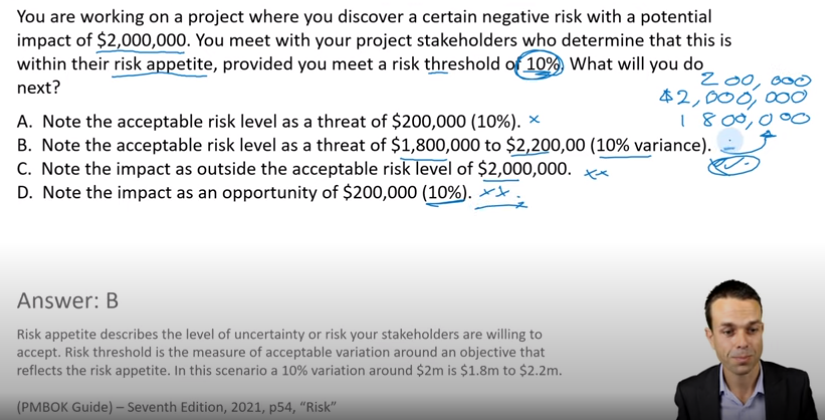 You are working on a project where you discover a certain negative risk with a potential
impact of $2,000,000. You meet with your project stakeholders who determine that this is
within their risk appetite, provided you meet a risk threshold of 10%. What will you do
next?
200,000
$2,000,000
1 800,000
A. Note the acceptable risk level as a threat of $200,000 (10%). ×
B. Note the acceptable risk level as a threat of $1,800,000 to $2,200,00 (10% variance).
C. Note the impact as outside the acceptable risk level of $2,000,000. ××
D. Note the impact as an opportunity of $200,000 (10%). ××
Answer: B
Risk appetite describes the level of uncertainty or risk your stakeholders are willing to
accept. Risk threshold is the measure of acceptable variation around an objective that
reflects the risk appetite. In this scenario a 10% variation around $2m is $1.8m to $2.2m.
(PMBOK Guide) – Seventh Edition, 2021, p54, “Risk”